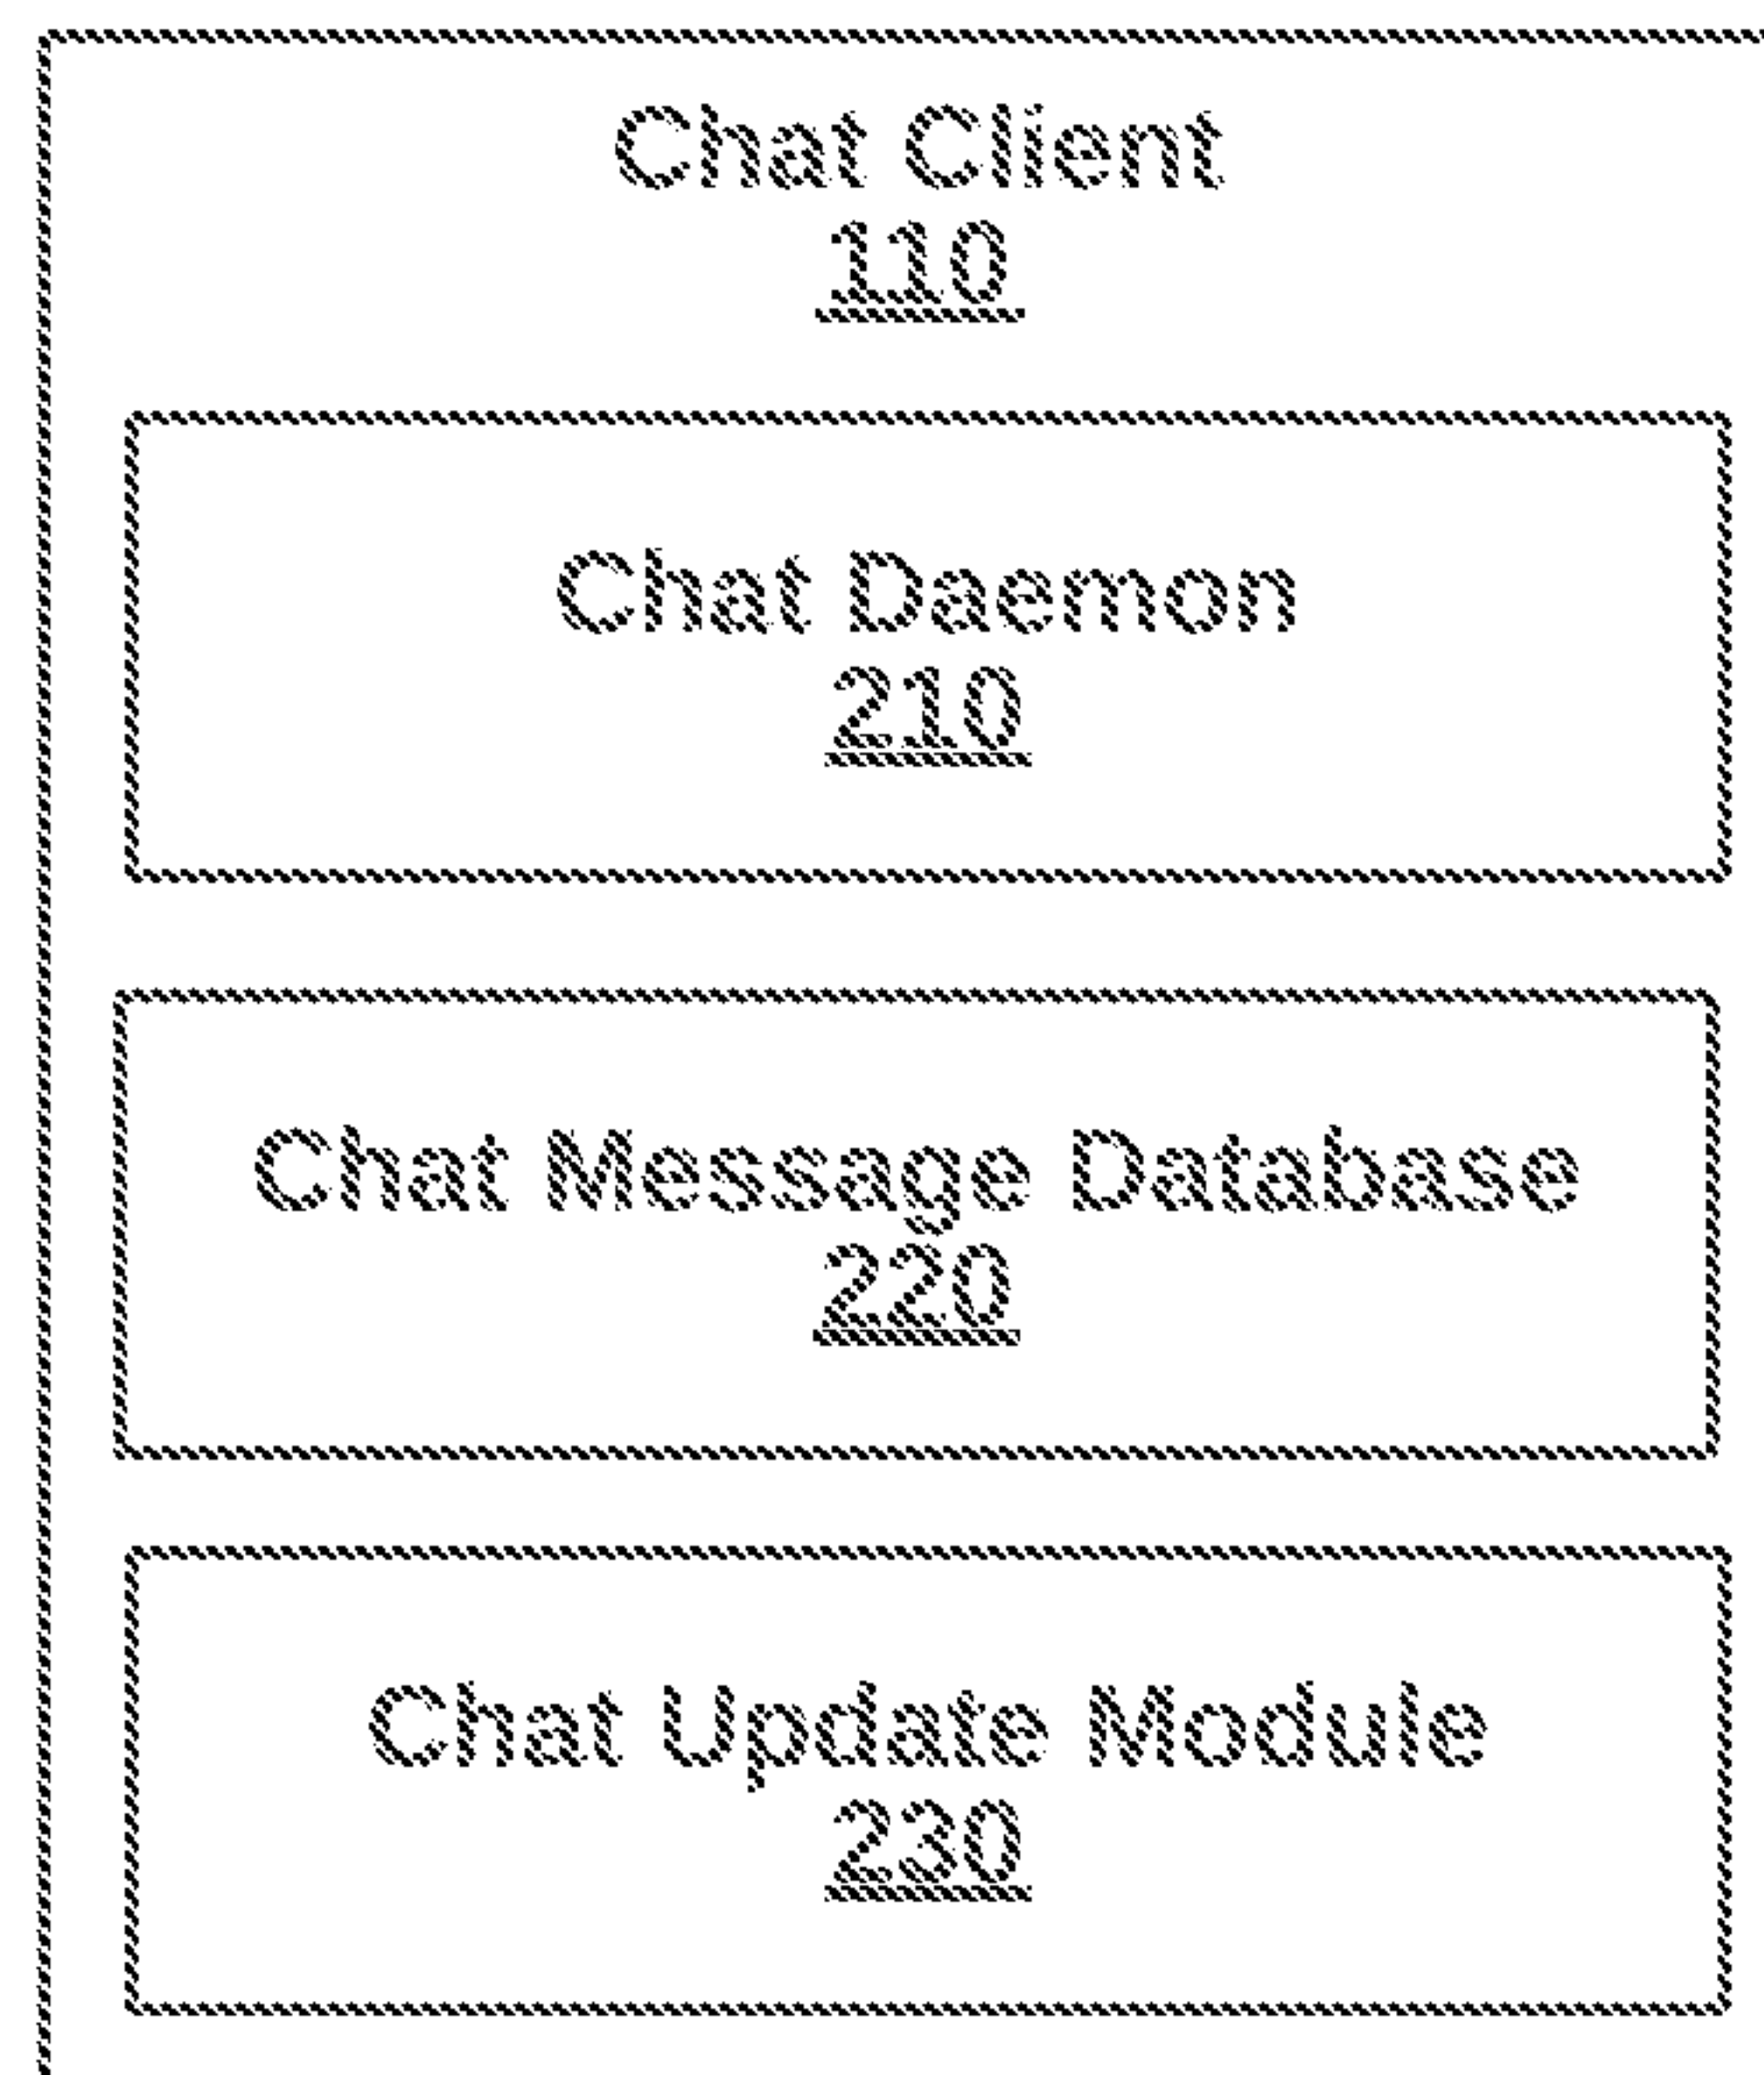 Chat Client
110
Chat Daemon
210
Chat Message Database
220
Chat Update Module
230